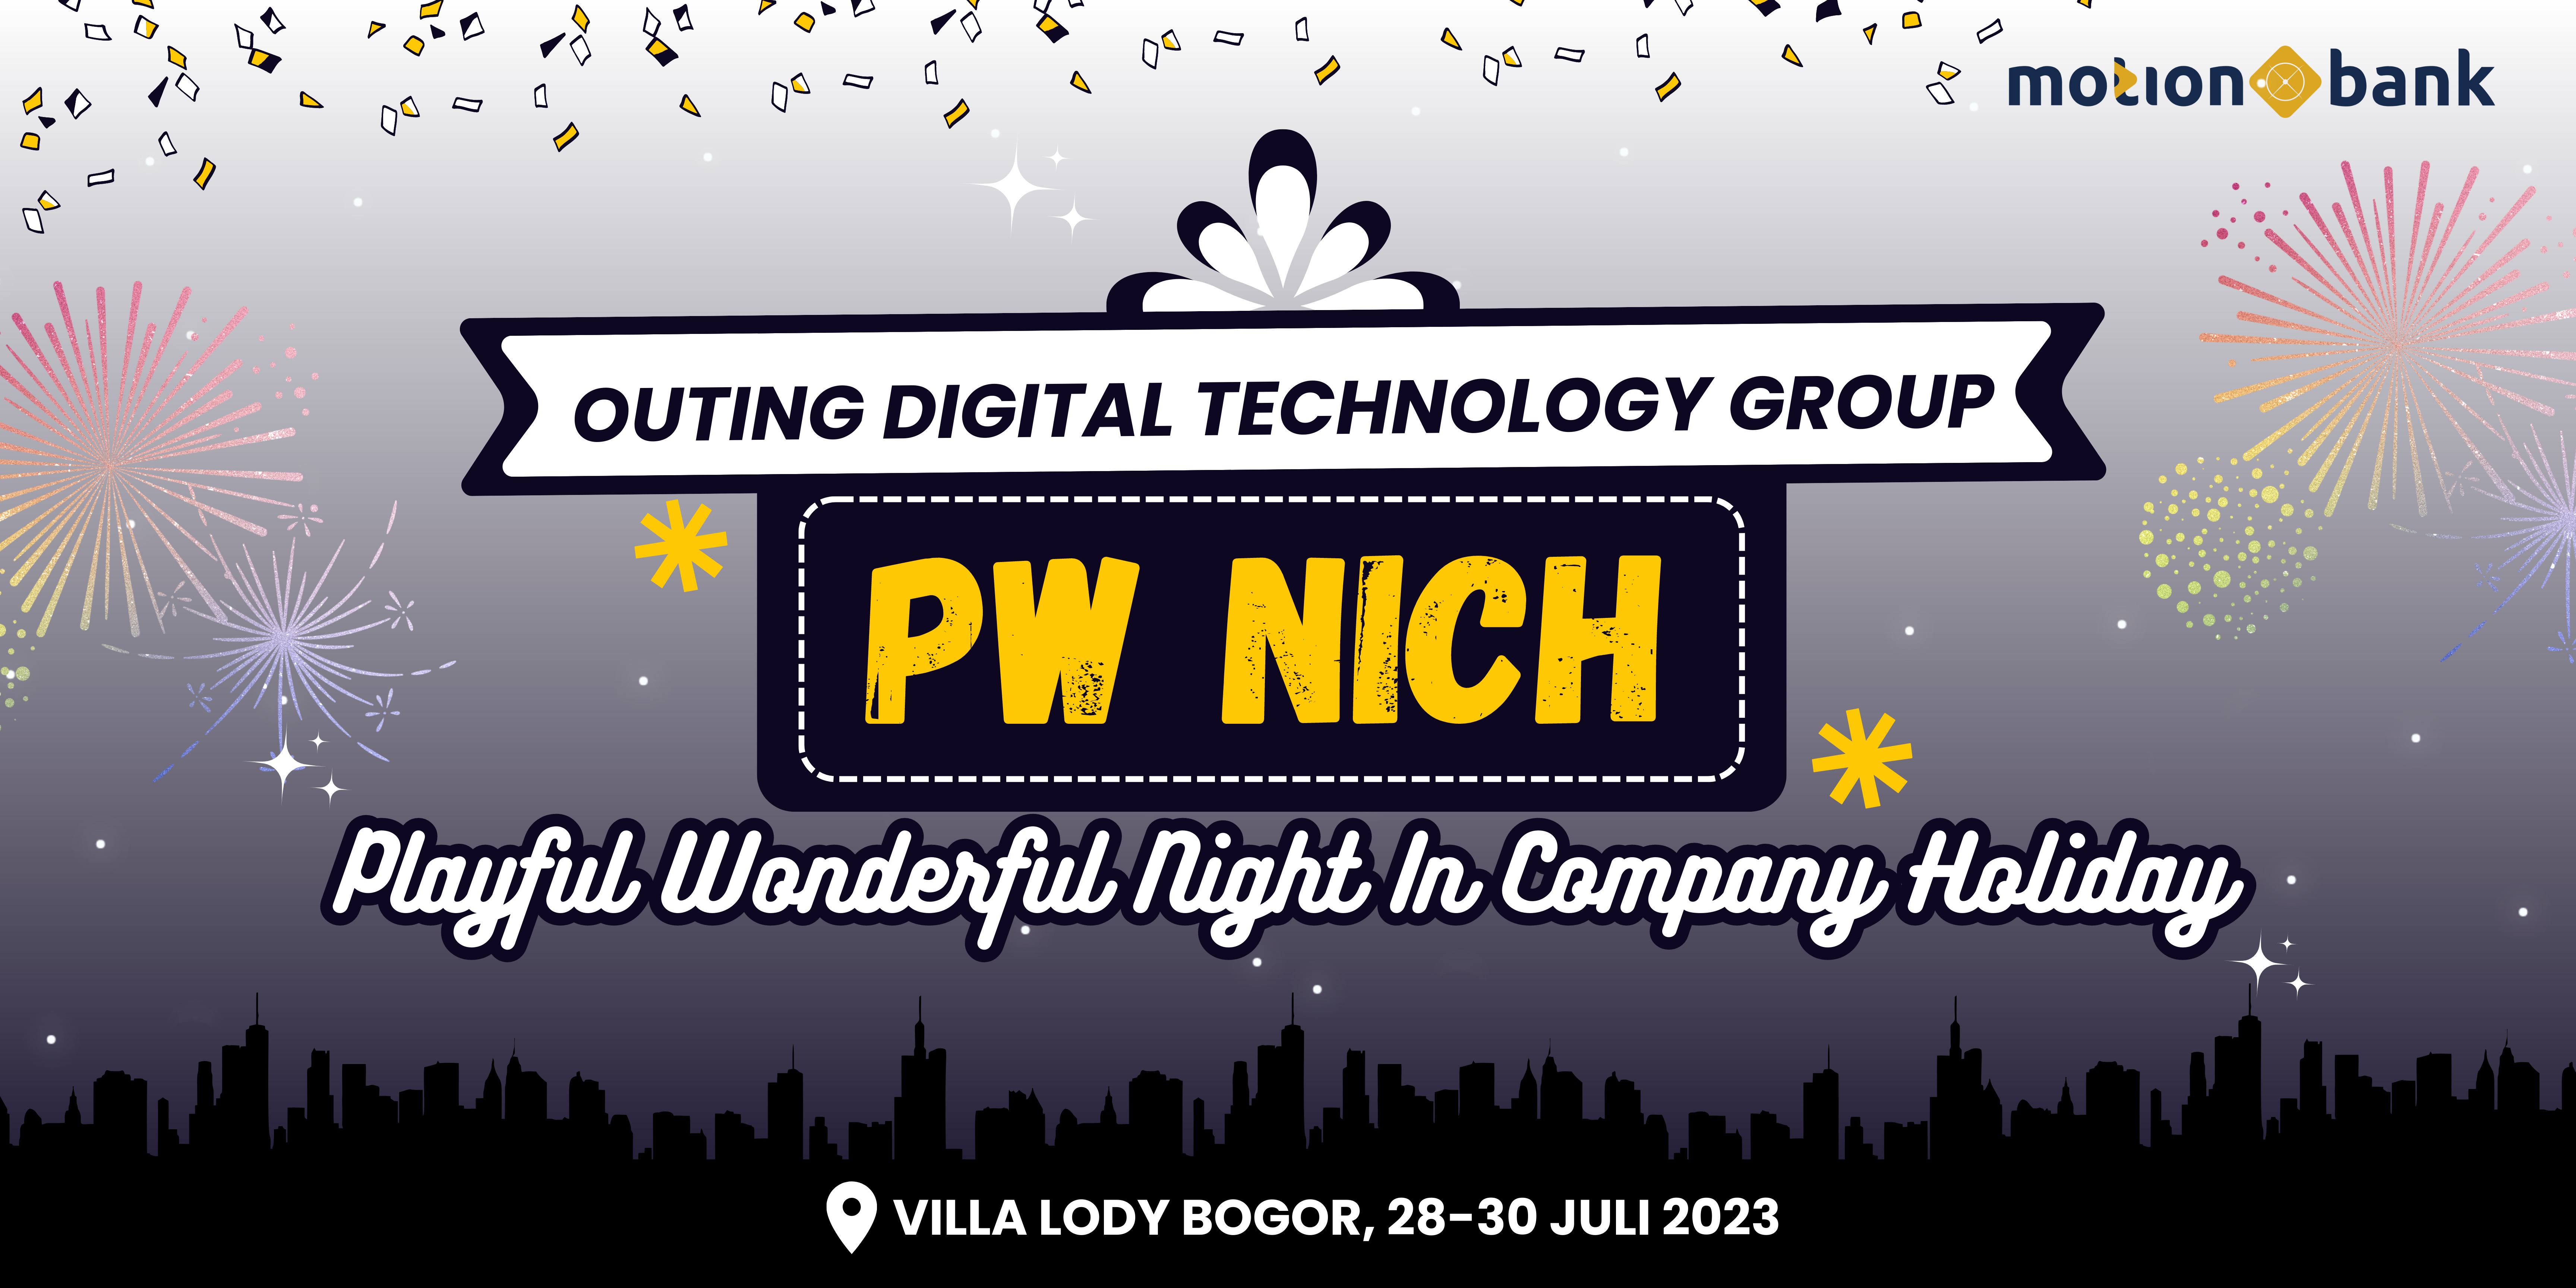 motion bank
OUTING DIGITAL TECHNOLOGY GROUP
PW NICH
Playful Wonderful Night In Company Holiday
VILLA LODY BOGOR, 28-30 JULI 2023